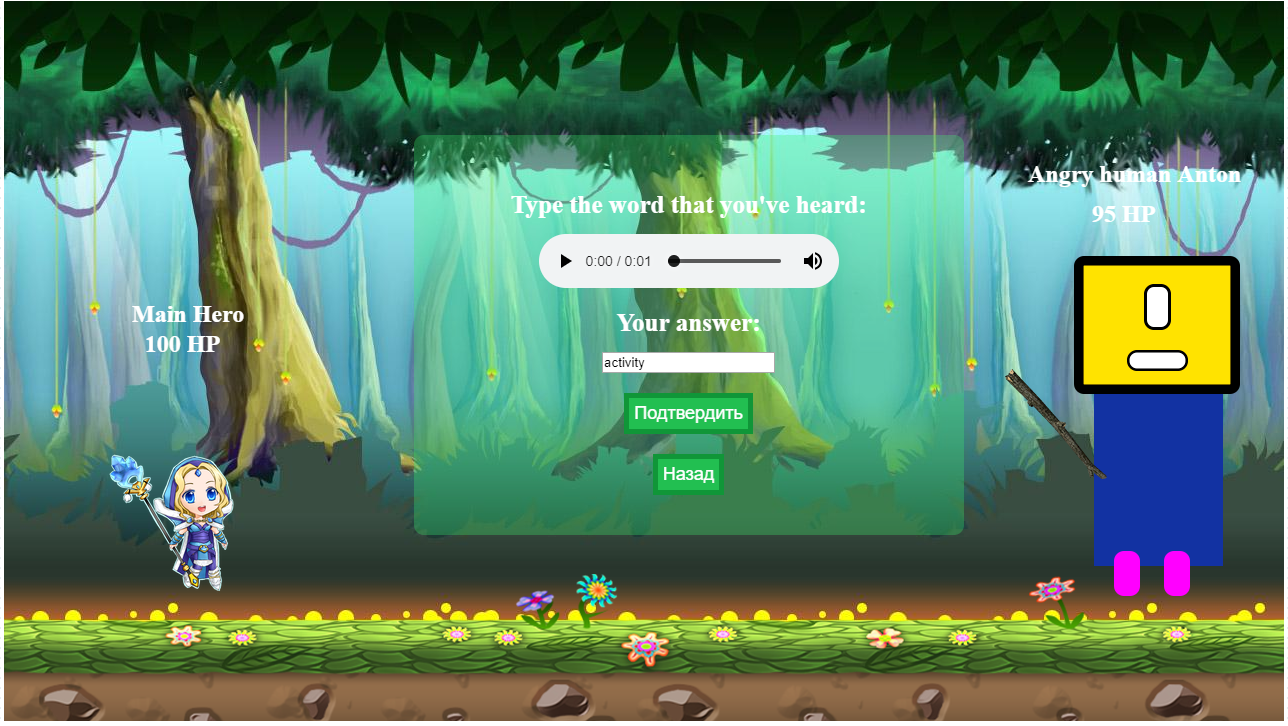 Type the word that you've heard:
0:00 / 0:01
Your answer:
activity
Подтвердить
Назад
Main Hero
100 HP
Angry human Anton
95 HP